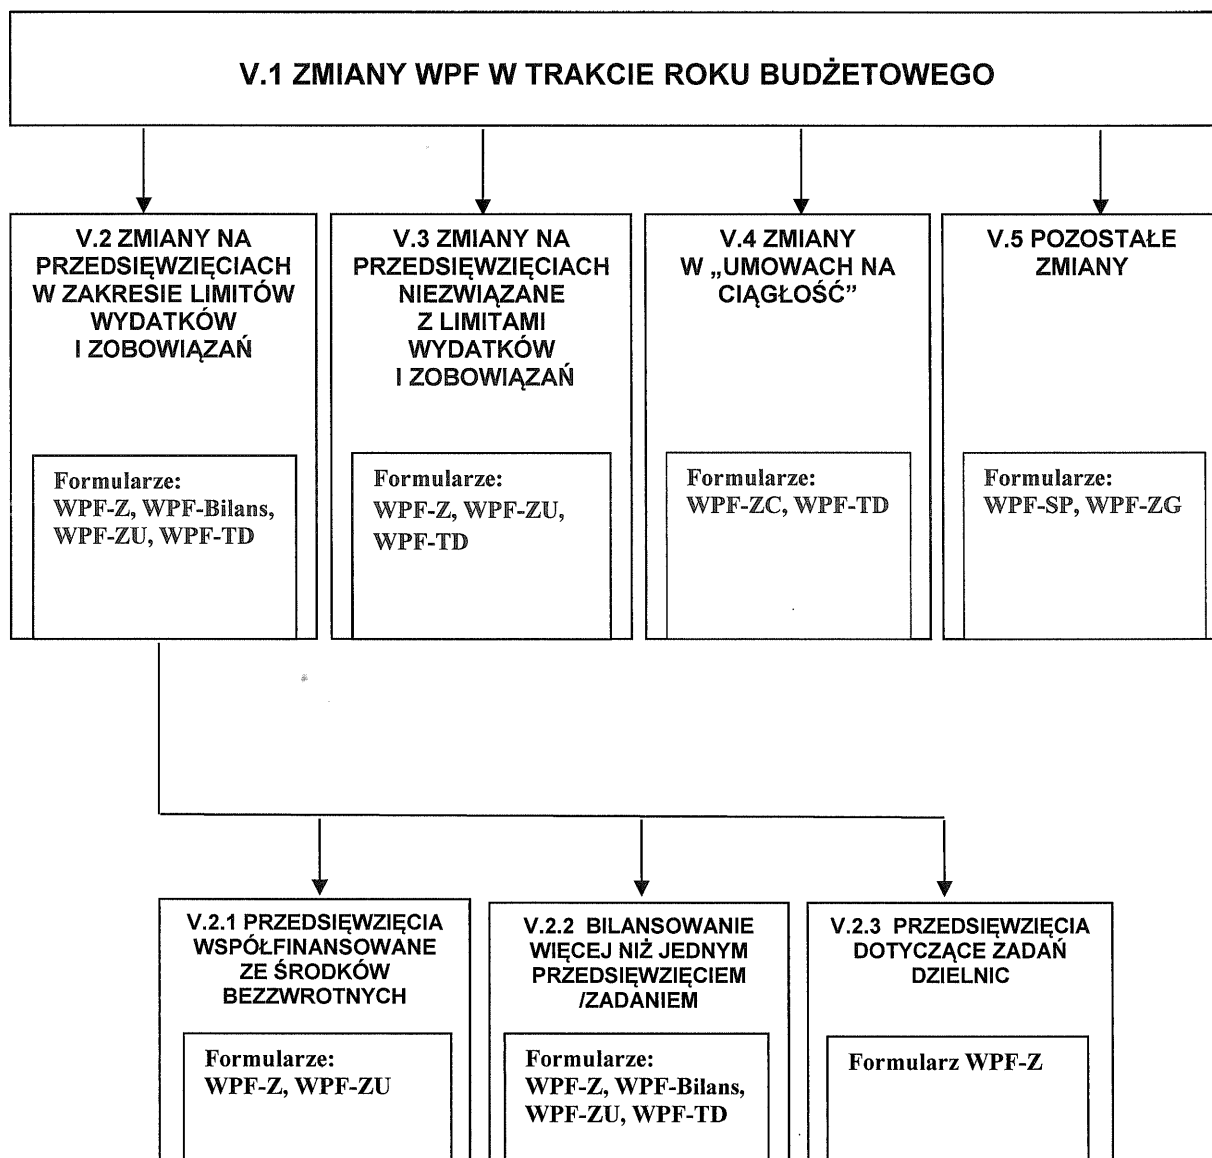 V.1 ZMIANY WPF W TRAKCIE ROKU BUDŻETOWEGO
V.2 ZMIANY NA
PRZEDSIĘWZIĘCIACH
W ZAKRESIE LIMITÓW
WYDATKÓW
I ZOBOWIĄZAŃ
Formularze:
WPF-Z, WPF-Bilans,
WPF-ZU, WPF-TD
V.3 ZMIANY NA
PRZEDSIĘWZIĘCIACH
NIEZWIĄZANE
Z LIMITAMI
WYDATKÓW
I ZOBOWIĄZAŃ
Formularze:
WPF-Z, WPF-ZU,
WPF-TD
V.4 ZMIANY
W „UMOWACH NA
CIĄGŁOŚĆ”
Formularze:
WPF-ZC, WPF-TD
V.5 POZOSTAŁE
ZMIANY
Formularze:
WPF-SP, WPF-ZG
V.2.1 PRZEDSIĘWZIĘCIA
WSPÓŁFINANSOWANE
ZE ŚRODKÓW
BEZZWROTNYCH
Formularze:
WPF-Z, WPF-ZU
V.2.2 BILANSOWANIE
WIĘCEJ NIŻ JEDNYM
PRZEDSIĘWZIĘCIEM
/ZADANIEM
Formularze:
WPF-Z, WPF-Bilans,
WPF-ZU, WPF-TD
V.2.3 PRZEDSIĘWZIĘCIA
DOTYCZĄCE ZADAŃ
DZIELNIC
Formularz WPF-Z